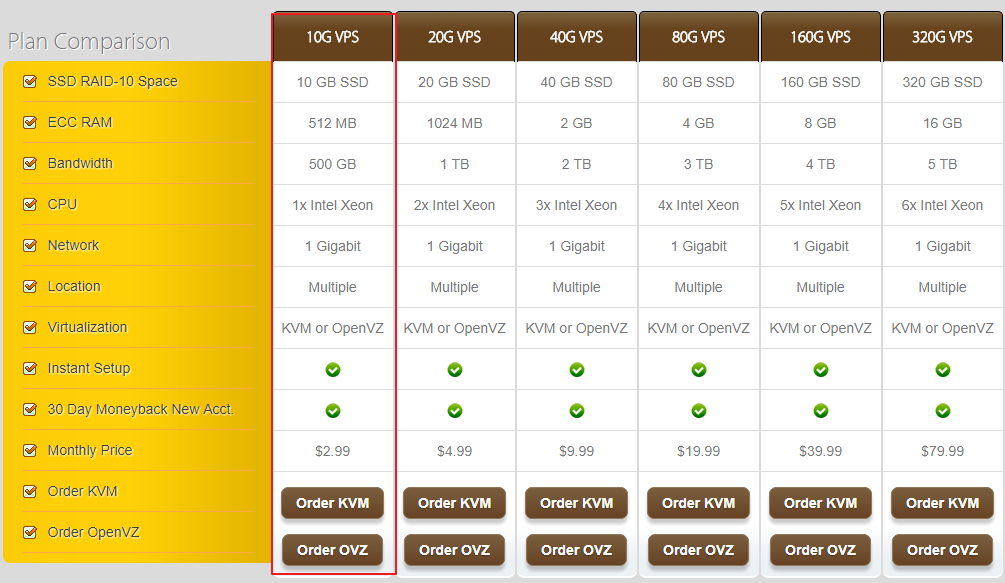 Plan Comparison 10G VPS 20G VPS 40G VPS 80G VPS 160G VPS 320G VPS
SSD RAID-10 Space 10 GB SSD 20 GB SSD 40 GB SSD 80 GB SSD 160 GB SSD 320 GB SSD
ECC RAM 512 MB 1024 MB 2 GB 4 GB 8 GB 16 GB
Bandwidth 500 GB 1 TB 2 TB 3 TB 4 TB 5 TB
CPU 1x Intel Xeon 2x Intel Xeon 3x Intel Xeon 4x Intel Xeon 5x Intel Xeon 6x Intel Xeon
Network 1 Gigabit 1 Gigabit 1 Gigabit 1 Gigabit 1 Gigabit 1 Gigabit
Location Multiple Multiple Multiple Multiple Multiple Multiple
Virtualization KVM or OpenVZ KVM or OpenVZ KVM or OpenVZ KVM or OpenVZ KVM or OpenVZ KVM or OpenVZ
Instant Setup
30 Day Moneyback New Acct.
Monthly Price $2.99 $4.99 $9.99 $19.99 $39.99 $79.99
Order KVM Order KVM Order KVM Order KVM Order KVM Order KVM Order KVM
Order OpenVZ Order OVZ Order OVZ Order OVZ Order OVZ Order OVZ Order OVZ